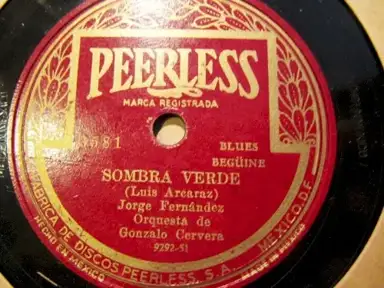 PEERLESS
MARCA REGISTRADA
BLUES
BEGÜINE
SOMBRA VERDE
(Luis Arcaraz)
Jorge Fernández
Orquesta de
Gonzalo Cervera
9292-51
FABRICA DE DISCOS PEERLESS, S. A. MEXICO, D.F.
HECHO EN MEXICO
MADE IN MEXICO